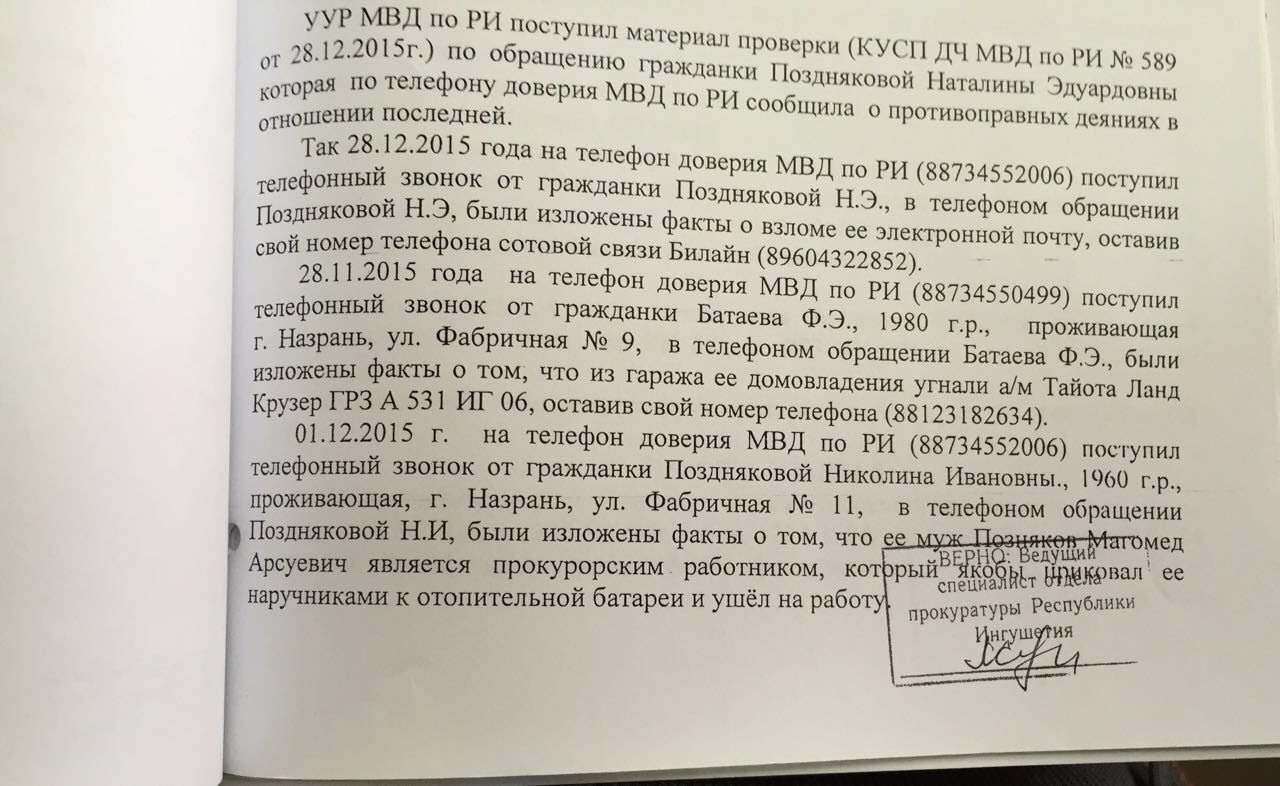 УУР МВД по РИ поступил материал проверки (КУСП ДЧ МВД по РИ № 589
от 28.12.2015г.) по обращению гражданки Поздняковой Наталины Эдуардовны
которая по телефону доверия МВД по РИ сообщила о противоправных деяниях в
отношении последней.
Так 28.12.2015 года на телефон доверия МВД по РИ (88734552006) поступил
телефонный звонок от гражданки Поздняковой Н.Э., в телефоном обращении
Поздняковой Н.Э, были изложены факты о взломе ее электронной почту, оставив
свой номер телефона сотовой связи Билайн (89604322852).
28.11.2015 года на телефон доверия МВД по РИ (88734550499) поступил
телефонный звонок от гражданки Батаева Ф.Э., 1980 г.р., проживающая
г. Назрань, ул. Фабричная № 9, в телефоном обращении Батаева Ф.Э., были
изложены факты о том, что из гаража ее домовладения угнали а/м Тайота Ланд
Крузер ГРЗ А 531 ИГ 06, оставив свой номер телефона (88123182634).
01.12.2015 г. на телефон доверия МВД по РИ (88734552006) поступил
телефонный звонок от гражданки Поздняковой Николина Ивановны., 1960 г.р.,
проживающая, г. Назрань, ул. Фабричная № 11, в телефоном обращении
Поздняковой Н.И, были изложены факты о том, что ее муж Позняков Магомед
Арсуевич является прокурорским работником, который якобы приковал ее
наручниками к отопительной батареи и ушёл на работу.
ВЕРНО: Ведущий
специалист отдела
прокуратуры Республики
Ингушетия